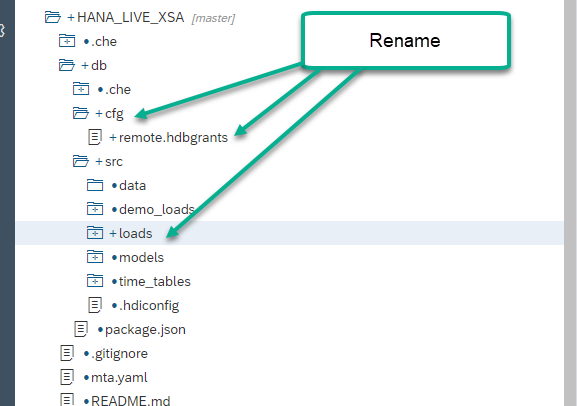 +HANA_LIVE_XSA [master]
Rename
•.che
+db
•.che
+cfg
+remote.hdbgrants
+src
•data
•demo_loads
+loads
•models
•time_tables
•.hdiconfig
•package.json
•.gitignore
•mta.yaml
•README.md